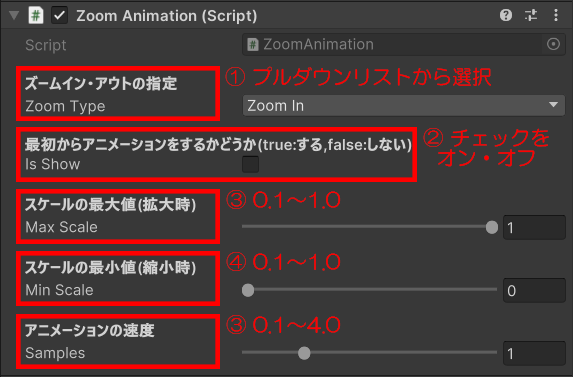 Zoom Animation (Script)
Script
ZoomAnimation
ズームイン・アウトの指定
① プルダウンリストから選択
Zoom Type
Zoom In
最初からアニメーションをするかどうか(true:する,false:しない)
② チェックを
オン・オフ
Is Show
スケールの最大値(拡大時)
③ 0.1〜1.0
Max Scale
1
スケールの最小値(縮小時)
④ 0.1〜1.0
Min Scale
0
アニメーションの速度
③ 0.1〜4.0
Samples
1